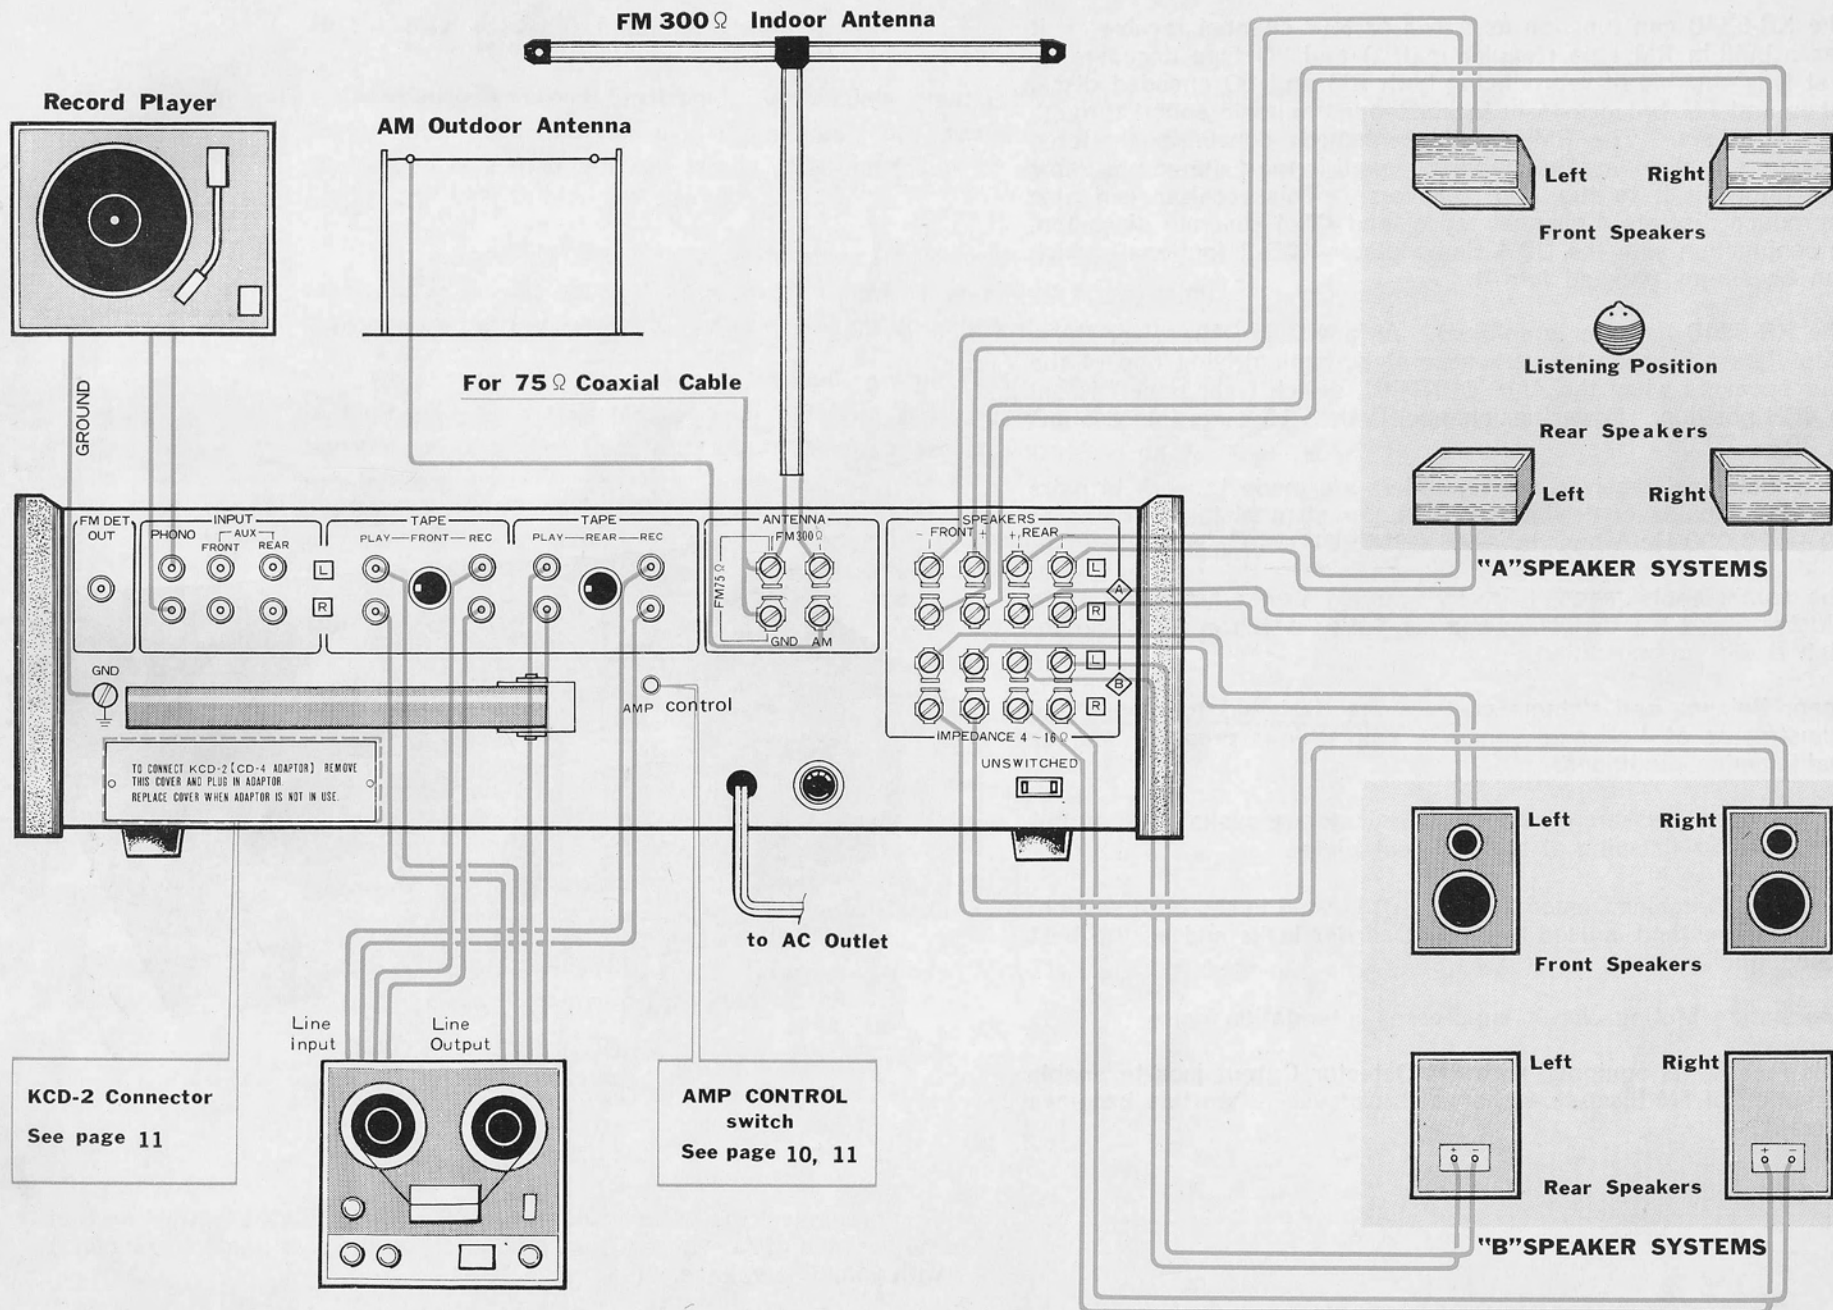 FM 300Ω Indoor Antenna
Record Player
AM Outdoor Antenna
Left
Right
Front Speakers
Listening Position
For 75Ω Coaxial Cable
GROUND
Rear Speakers
Left
Right
"A"SPEAKER SYSTEMS
FM DET
OUT
INPUT
PHONO
AUX
FRONT
REAR
L
R
TAPE
PLAY—FRONT—REC
TAPE
PLAY—REAR—REC
ANTENNA
FM300Ω
FM75Ω
GND
AM
SPEAKERS
- FRONT +
+ REAR -
L
A
R
L
B
R
IMPEDANCE 4~16Ω
GND
AMP control
UNSWITCHED
TO CONNECT KCD-2 [CD-4 ADAPTOR] REMOVE
THIS COVER AND PLUG IN ADAPTOR
REPLACE COVER WHEN ADAPTOR IS NOT IN USE.
to AC Outlet
Left
Right
Front Speakers
Line
input
Line
Output
KCD-2 Connector
See page 11
AMP CONTROL
switch
See page 10, 11
Left
Right
+ -
+ -
Rear Speakers
"B"SPEAKER SYSTEMS